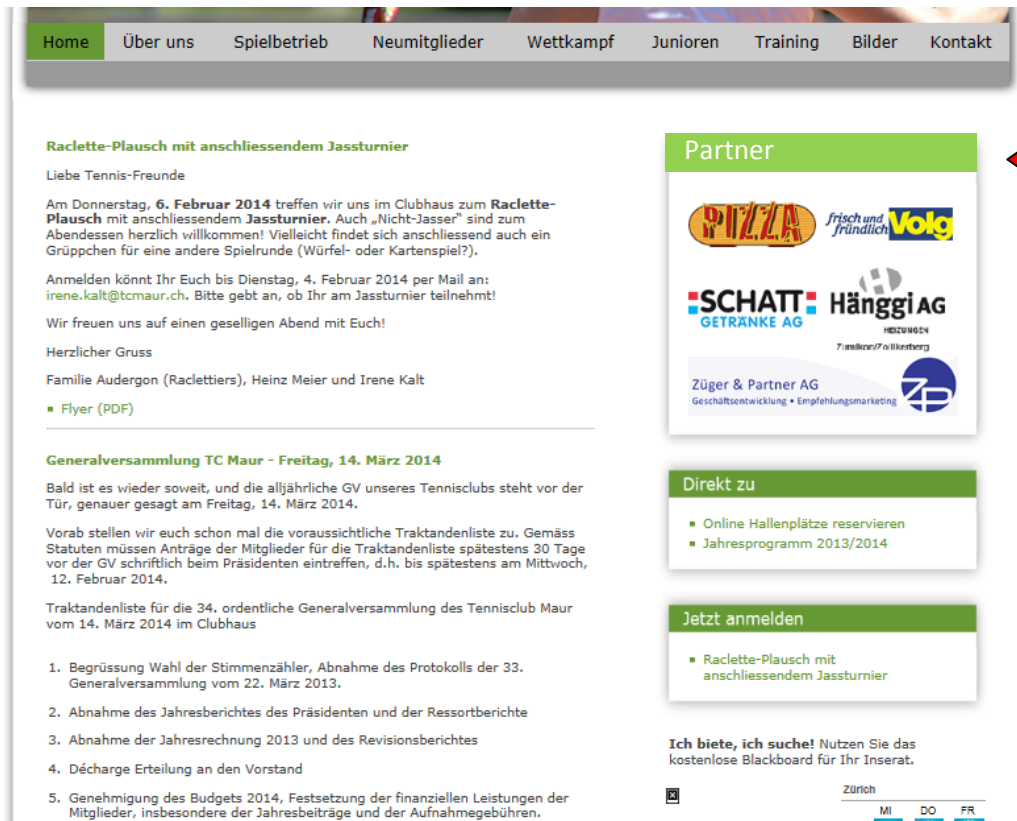 Home Über uns Spielbetrieb Neumitglieder Wettkampf Junioren Training Bilder Kontakt
Raclette-Plausch mit anschliessendem Jassturnier
Liebe Tennis-Freunde
Am Donnerstag, 6. Februar 2014 treffen wir uns im Clubhaus zum Raclette-
Plausch mit anschliessendem Jassturnier. Auch „Nicht-Jasser" sind zum
Abendessen herzlich willkommen! Vielleicht findet sich anschliessend auch ein
Grüppchen für eine andere Spielrunde (Würfel- oder Kartenspiel?).
Anmelden könnt Ihr Euch bis Dienstag, 4. Februar 2014 per Mail an:
irene.kalt@tcmaur.ch. Bitte gebt an, ob Ihr am Jassturnier teilnehmt!
Wir freuen uns auf einen geselligen Abend mit Euch!
Herzlicher Gruss
Familie Audergon (Raclettiers), Heinz Meier und Irene Kalt
Flyer (PDF)
Generalversammlung TC Maur - Freitag, 14. März 2014
Bald ist es wieder soweit, und die alljährliche GV unseres Tennisclubs steht vor der
Tür, genauer gesagt am Freitag, 14. März 2014.
Vorab stellen wir euch schon mal die voraussichtliche Traktandenliste zu. Gemäss
Statuten müssen Anträge der Mitglieder für die Traktandenliste spätestens 30 Tage
vor der GV schriftlich beim Präsidenten eintreffen, d.h. bis spätestens am Mittwoch,
12. Februar 2014.
Traktandenliste für die 34. ordentliche Generalversammlung des Tennisclub Maur
vom 14. März 2014 im Clubhaus
1. Begrüssung Wahl der Stimmenzähler, Abnahme des Protokolls der 33.
Generalversammlung vom 22. März 2013.
2. Abnahme des Jahresberichtes des Präsidenten und der Ressortberichte
3. Abnahme der Jahresrechnung 2013 und des Revisionsberichtes
4. Décharge Erteilung an den Vorstand
5. Genehmigung des Budgets 2014, Festsetzung der finanziellen Leistungen der
Mitglieder, insbesondere der Jahresbeiträge und der Aufnahmegebühren.
Partner
PIZZA
frisch und
fründlich Volg
SCHATT
GETRÄNKE AG
Hänggi AG
HEIZUNGEN
Zumikon/Zollikerberg
Züger & Partner AG
Geschäftsentwicklung • Empfehlungsmarketing
ZP
Direkt zu
Online Hallenplätze reservieren
Jahresprogramm 2013/2014
Jetzt anmelden
Raclette-Plausch mit
anschliessendem Jassturnier
Ich biete, ich suche! Nutzen Sie das
kostenlose Blackboard für Ihr Inserat.
Zürich
MI DO FR